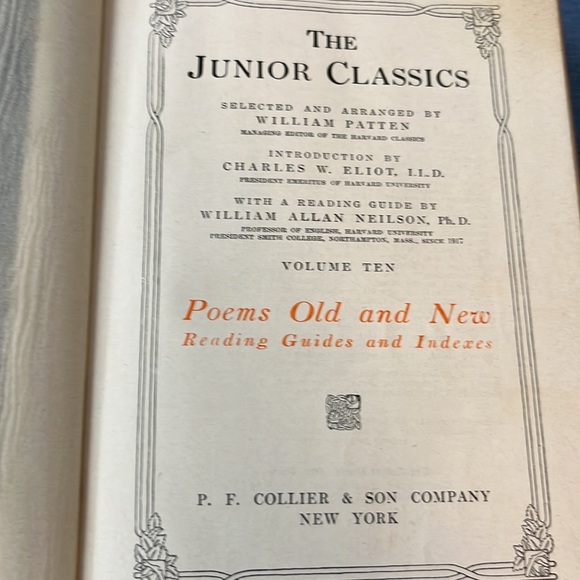 THE
JUNIOR CLASSICS
SELECTED AND ARRANGED BY
WILLIAM PATTEN
MANAGING EDITOR OF THE HARVARD CLASSICS
INTRODUCTION BY
CHARLES W. ELIOT, LL.D.
PRESIDENT EMERITUS OF HARVARD UNIVERSITY
WITH A READING GUIDE BY
WILLIAM ALLAN NEILSON, Ph.D.
PROFESSOR OF ENGLISH, HARVARD UNIVERSITY
PRESIDENT SMITH COLLEGE, NORTHAMPTON, MASS., SINCE 1917
VOLUME TEN
Poems Old and New
Reading Guides and Indexes
P. F. COLLIER & SON COMPANY
NEW YORK